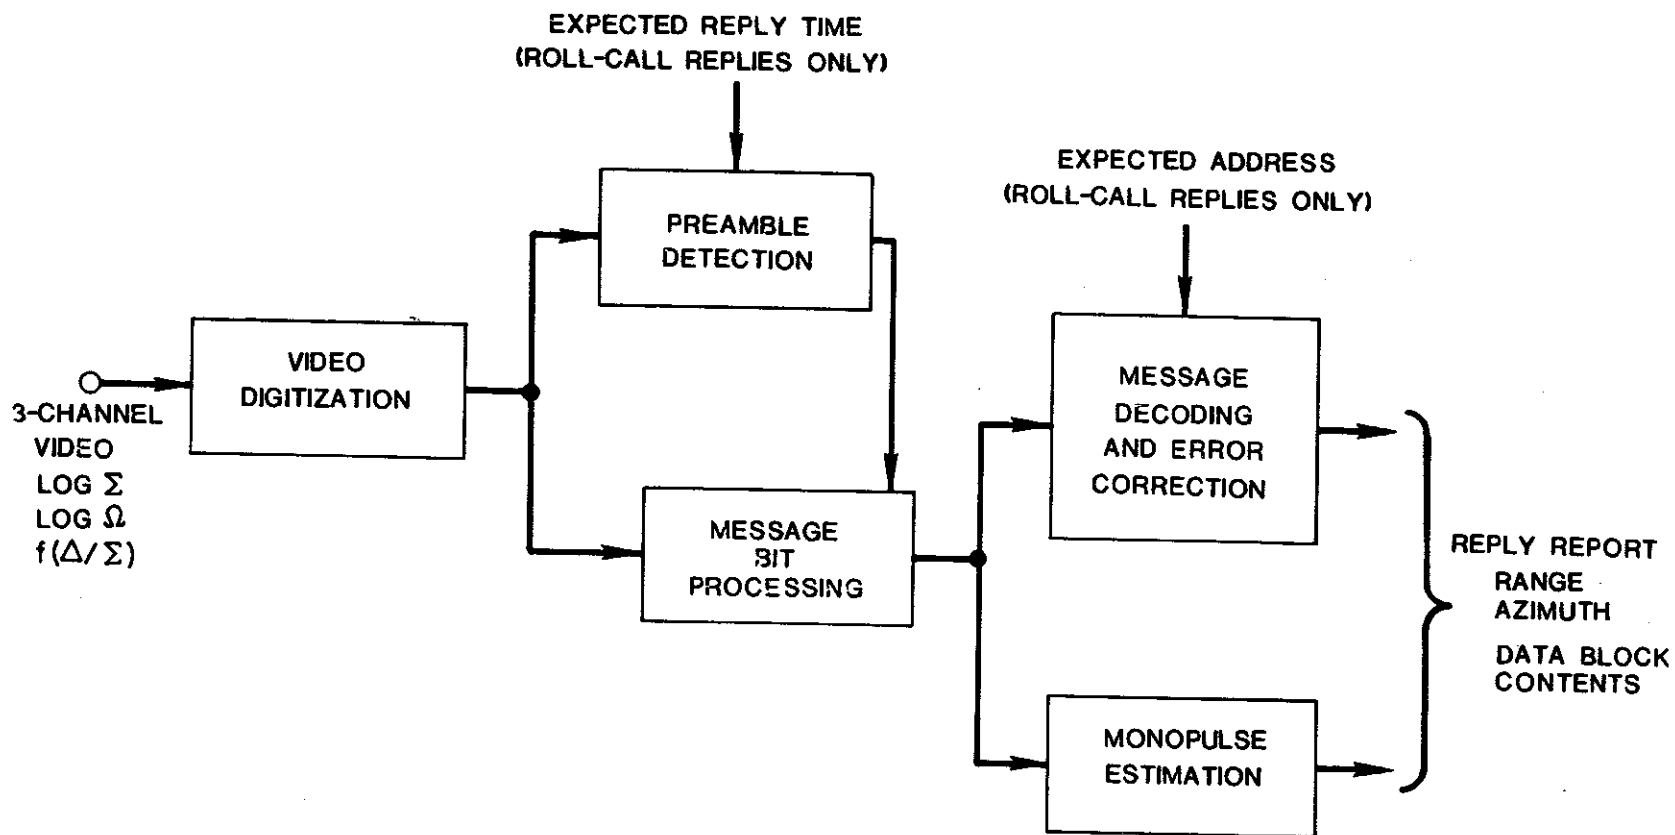 EXPECTED REPLY TIME
(ROLL-CALL REPLIES ONLY)
EXPECTED ADDRESS
(ROLL-CALL REPLIES ONLY)
PREAMBLE
DETECTION
VIDEO
DIGITIZATION
3-CHANNEL
VIDEO
LOG Σ
LOG Ω
f(Δ/Σ)
MESSAGE
BIT
PROCESSING
MESSAGE
DECODING
AND ERROR
CORRECTION
MONOPULSE
ESTIMATION
REPLY REPORT
RANGE
AZIMUTH
DATA BLOCK
CONTENTS